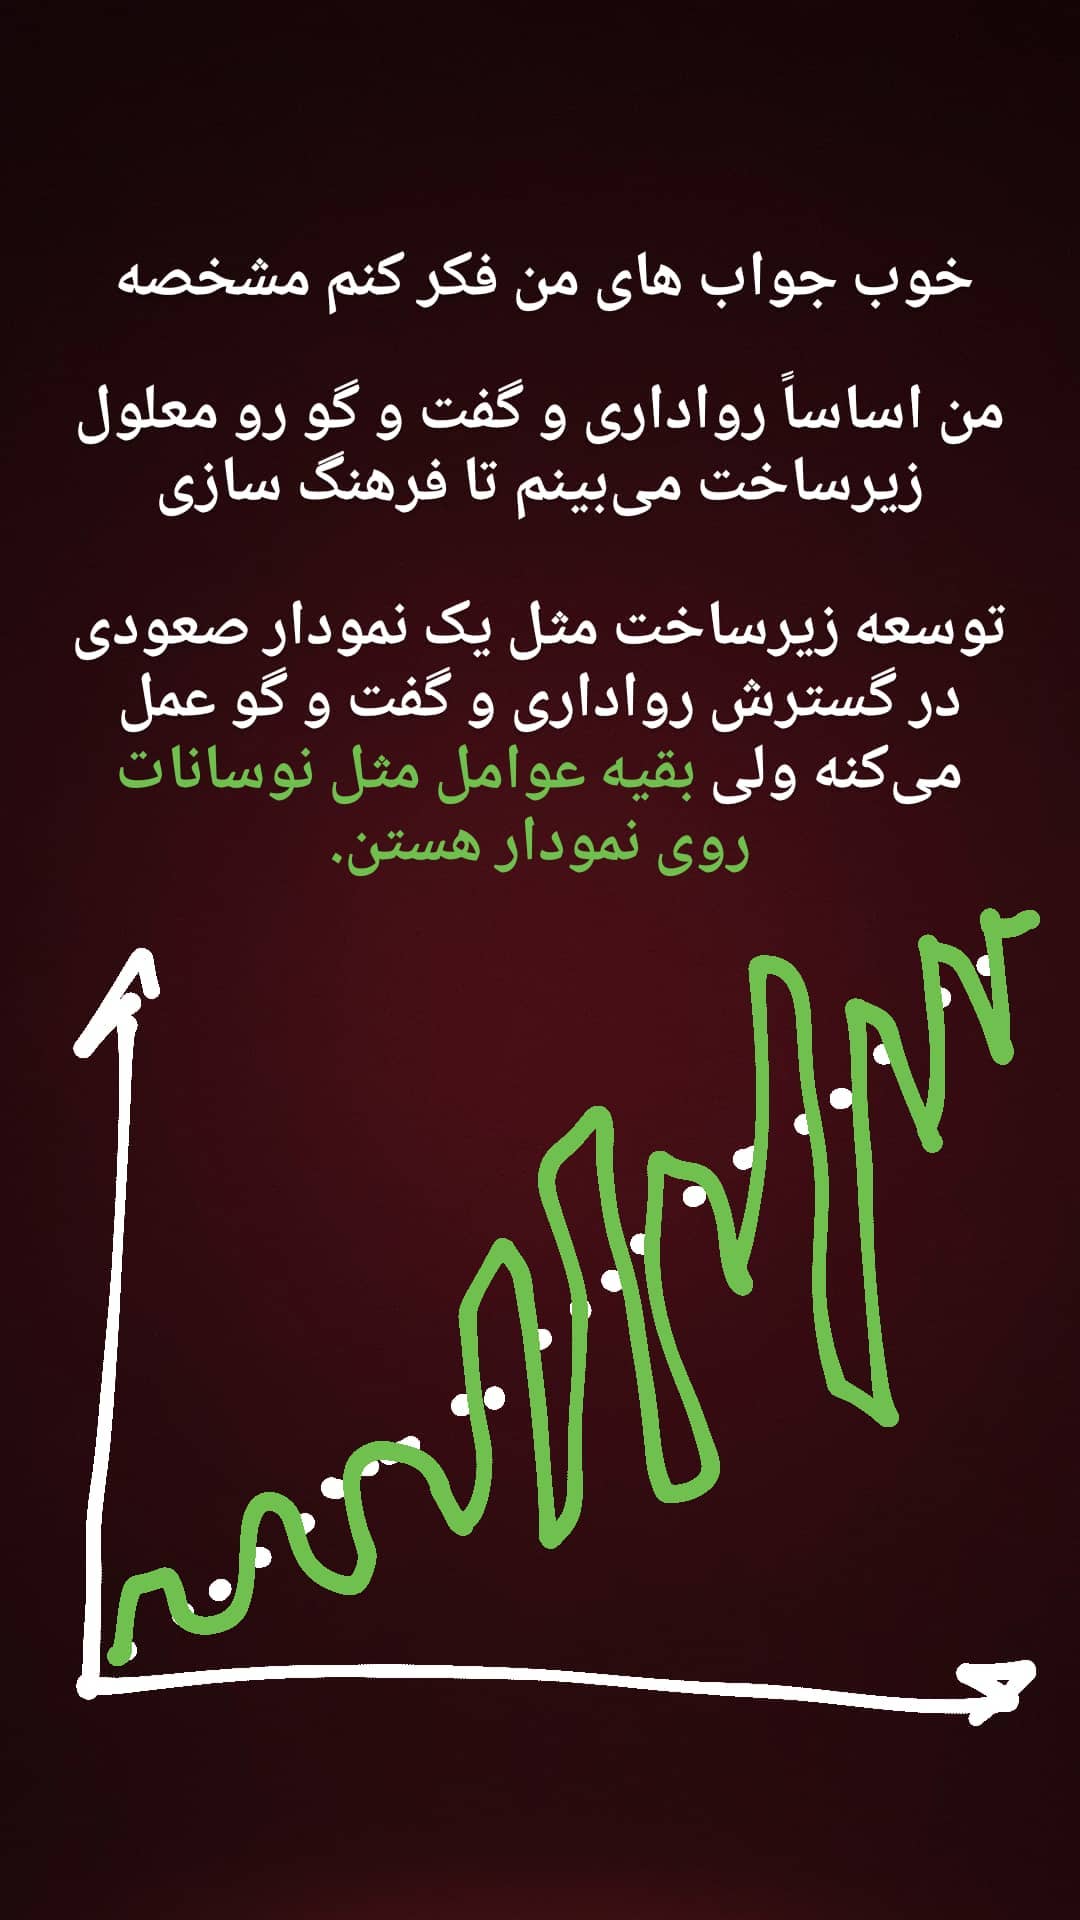 خوب جواب های من فکر کنم مشخصه
من اساساً رواداری و گفت و گو رو معلول
زیرساخت می‌بینم تا فرهنگ سازی
توسعه زیرساخت مثل یک نمودار صعودی
در گسترش رواداری و گفت و گو عمل
می‌کنه ولی بقیه عوامل مثل نوسانات
روی نمودار هستن.